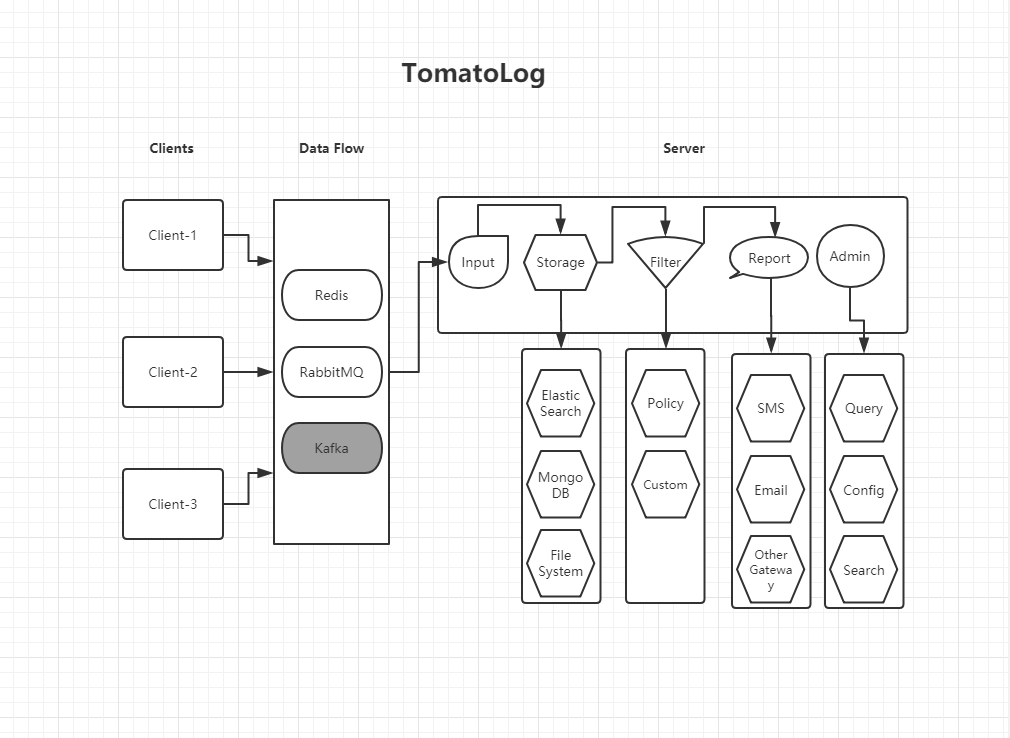 TomatoLog
Clients
Data Flow
Server
Client-1
Client-2
Client-3
Redis
RabbitMQ
Kafka
Input
Storage
Filter
Report
Admin
Elastic
Search
Mongo
DB
File
System
Policy
Custom
SMS
Email
Other
Gatewa
y
Query
Config
Search